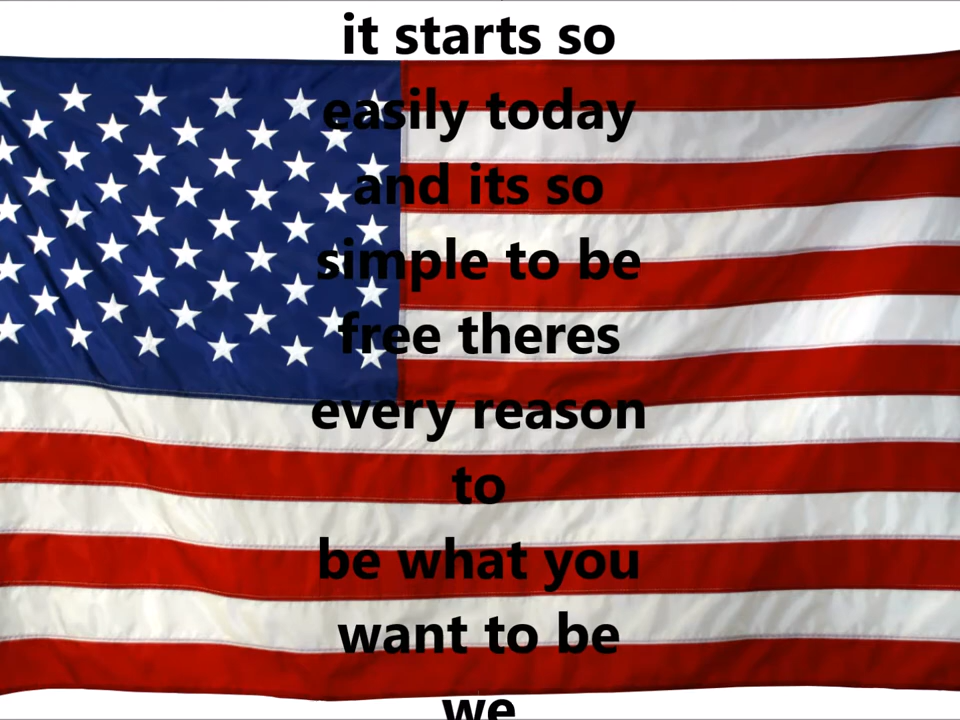 it starts so
easily today
and its so
simple to be
free theres
every reason
to
be what you
want to be
we